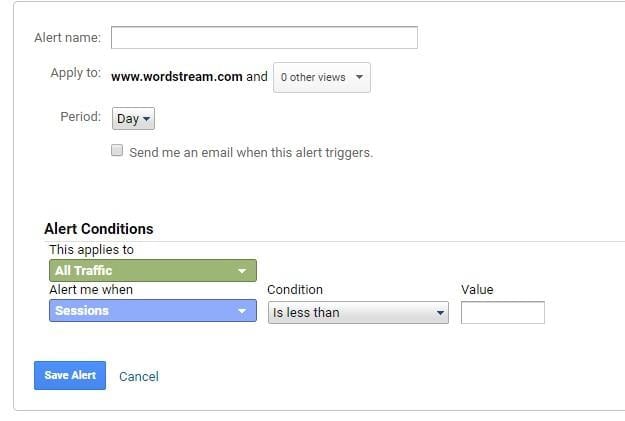 Alert name:
Apply to: www.wordstream.com and 0 other views
Period: Day
Send me an email when this alert triggers.
Alert Conditions
This applies to
All Traffic
Alert me when Condition Value
Sessions Is less than
Save Alert Cancel